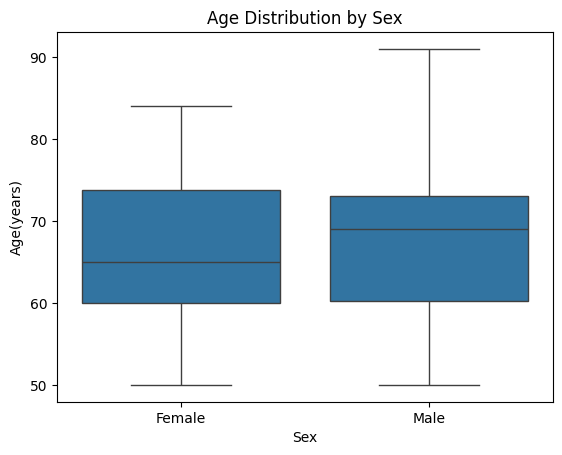 Age Distribution by Sex
Age(years)
90
80
70
60
50
Female Male
Sex